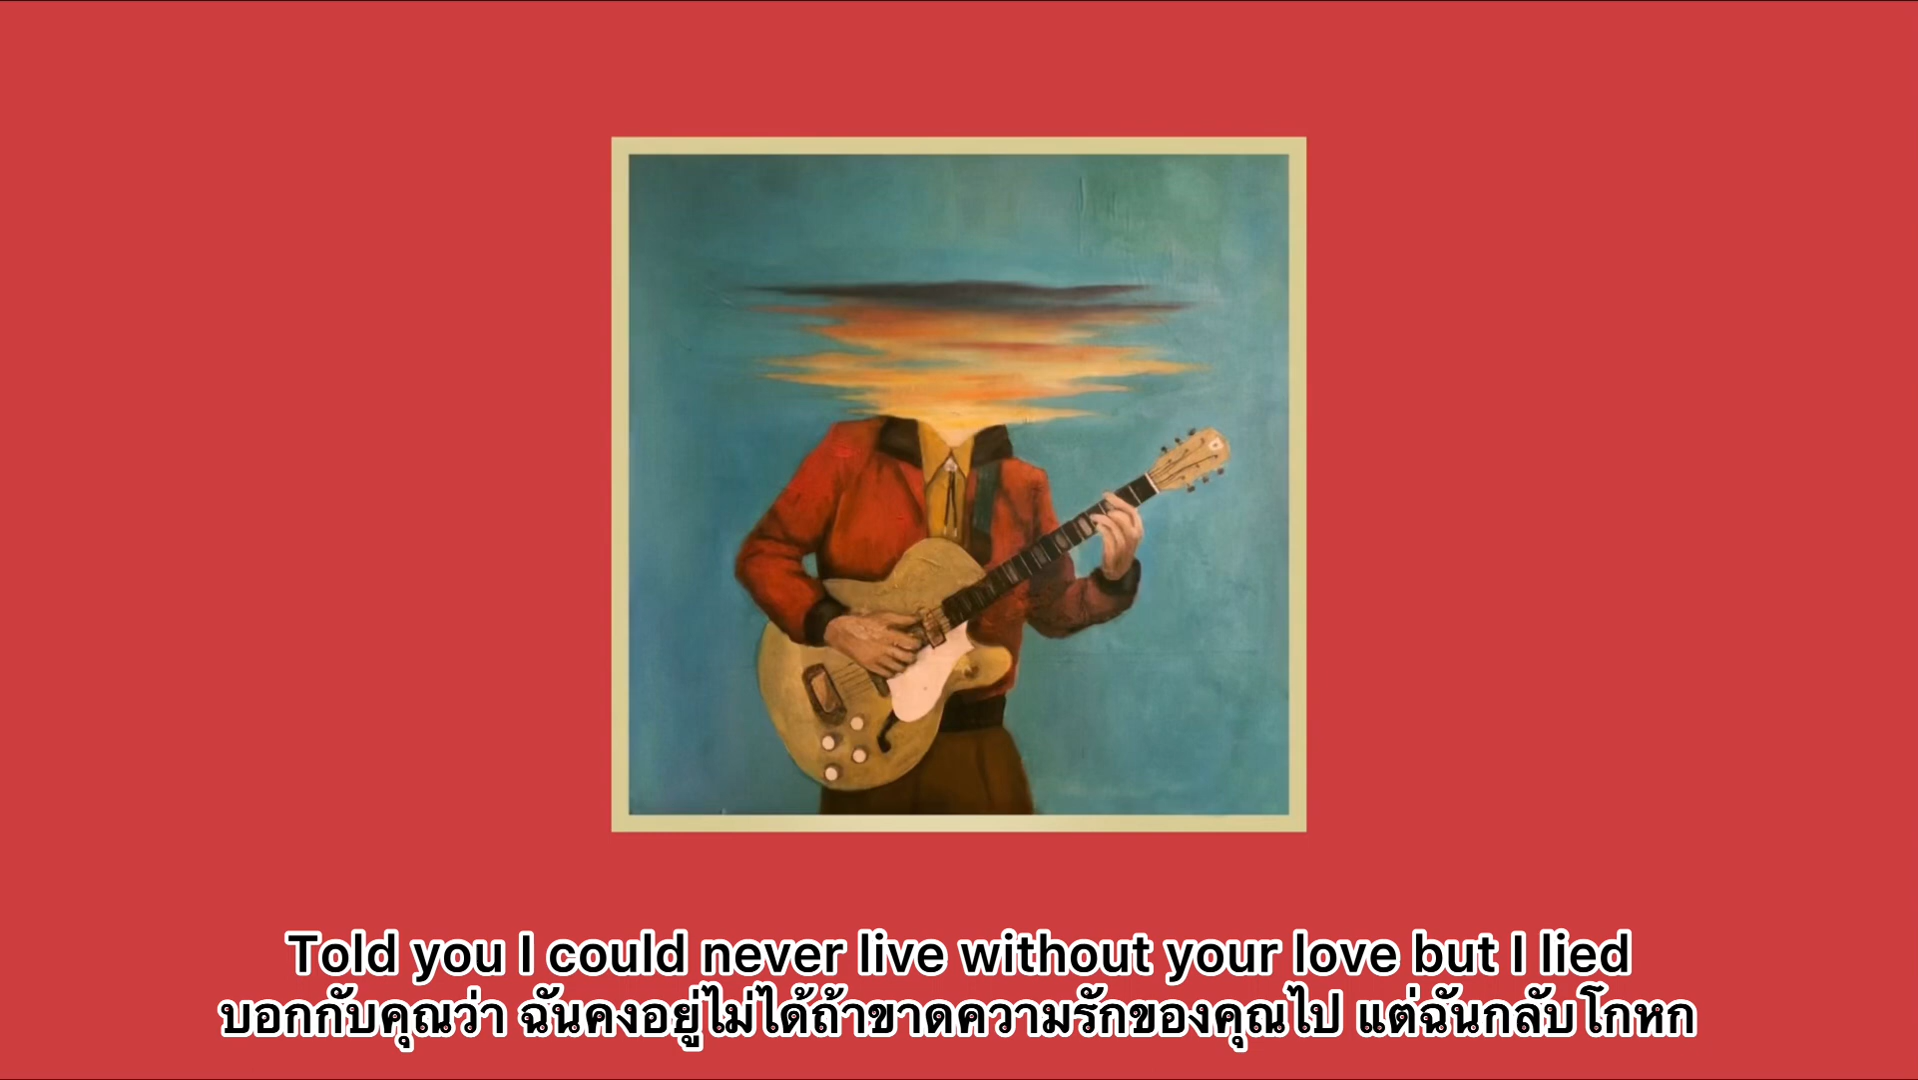 Told you I could never live without your love but I lied
บอกกับคุณว่า ฉันคงอยู่ไม่ได้ถ้าขาดความรักของคุณไป แต่ฉันกลับโกหก